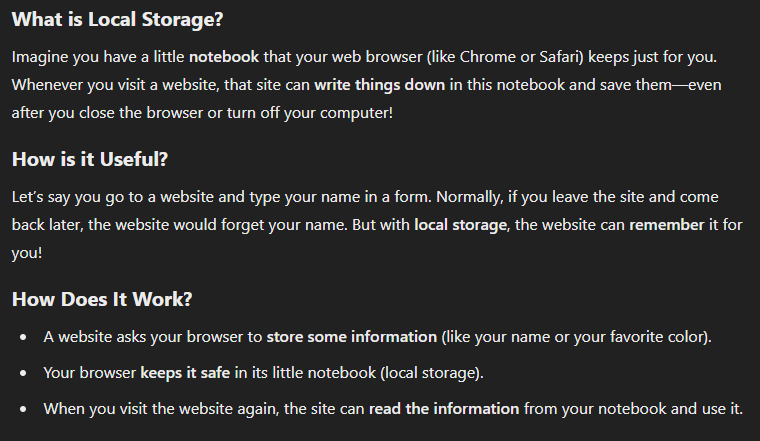 What is Local Storage?
Imagine you have a little notebook that your web browser (like Chrome or Safari) keeps just for you.
Whenever you visit a website, that site can write things down in this notebook and save them—even
after you close the browser or turn off your computer!
How is it Useful?
Let's say you go to a website and type your name in a form. Normally, if you leave the site and come
back later, the website would forget your name. But with local storage, the website can remember it for
you!
How Does It Work?
• A website asks your browser to store some information (like your name or your favorite color).
• Your browser keeps it safe in its little notebook (local storage).
• When you visit the website again, the site can read the information from your notebook and use it.